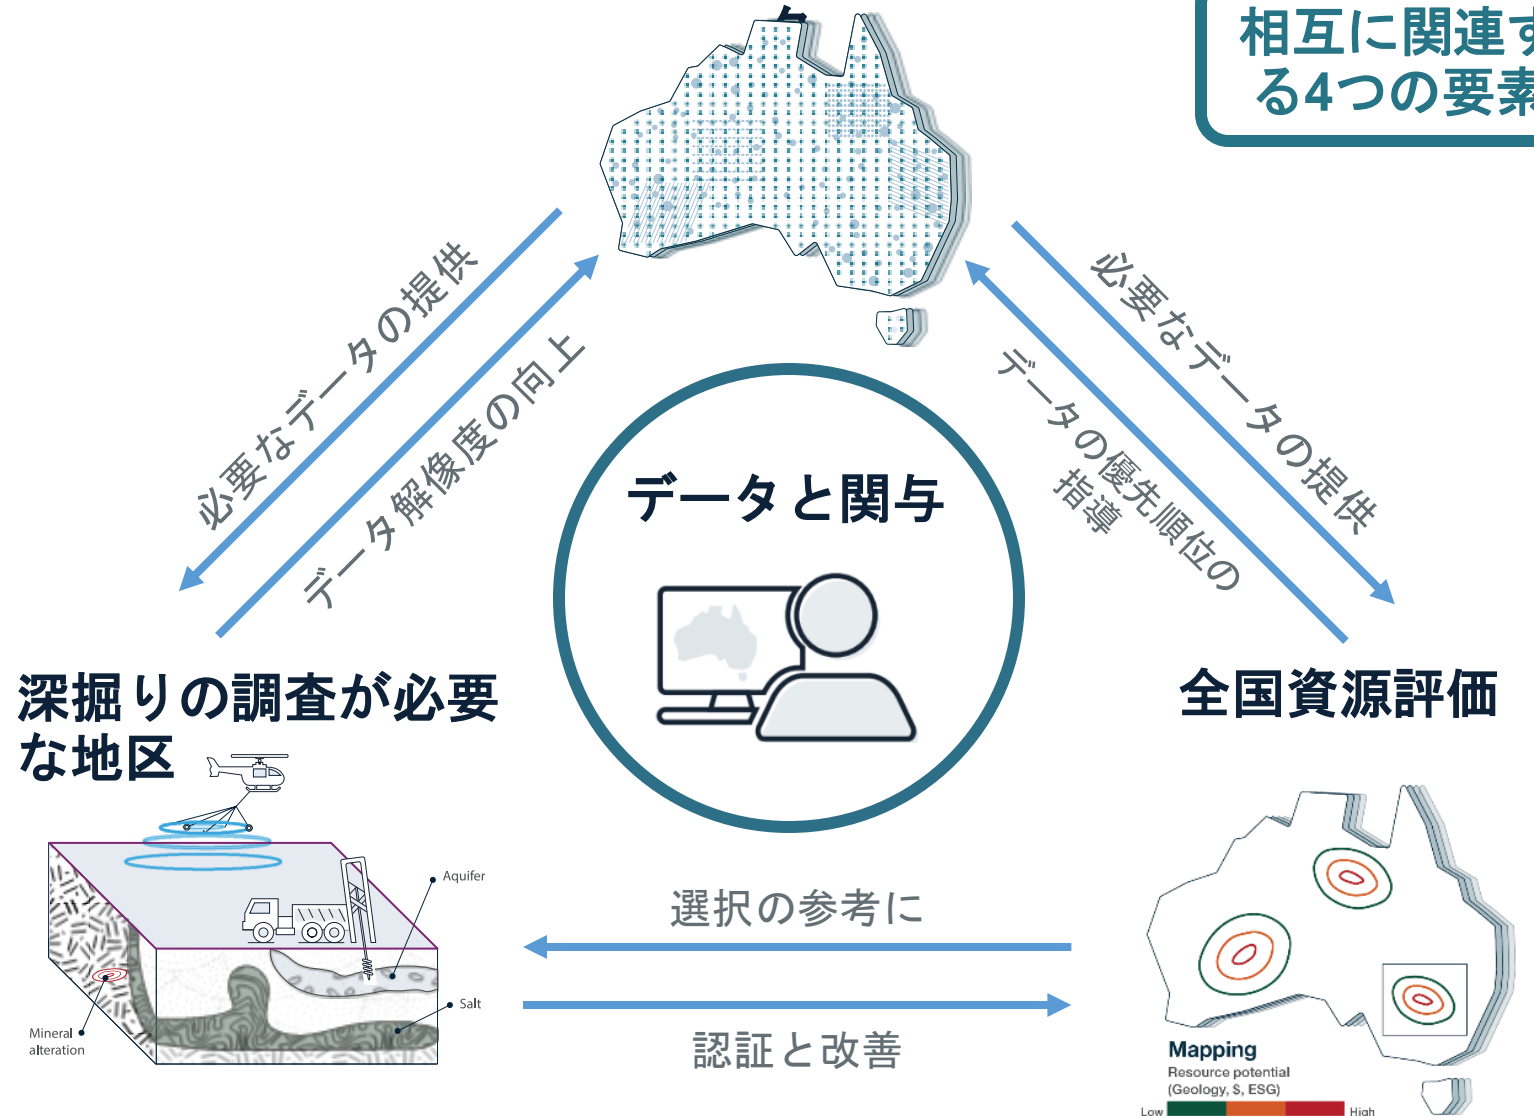 相互に関連す
る4つの要素
必要なデータの提供
データ解像度の向上
必要なデータの提供
データの優先順位の
指導
データと関与
深掘りの調査が必要
な地区
全国資源評価
選択の参考に
認証と改善
Aquifer
Salt
Mineral
alteration
Mapping
Resource potential
(Geology, $, ESG)
Low
High